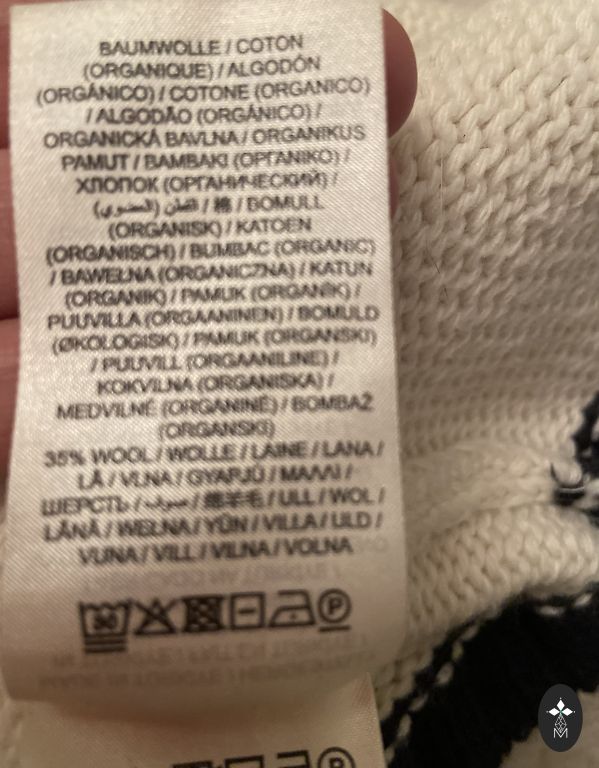 BAUMWOLLE / COTON
(ORGANIQUE) / ALGODÓN
(ORGÁNICO) / COTONE (ORGANICO)
/ ALGODÃO (ORGÂNICO) /
ORGANICKÁ BAVLNA / ORGANIKUS
PAMUT / ΒΑΜΒΑΚΙ (ΟΡΓΑΝΙΚΟ) /
ХЛОПОК (ОРГАНИЧЕСКИЙ) /
القطن (العضوي) / 棉 / BOMULL
(ORGANISK) / KATOEN
(ORGANISCH) / BUMBAC (ORGANIC)
/ BAWEŁNA (ORGANICZNA) / KATUN
(ORGANIK) / PAMUK (ORGANİK) /
PUUVILLA (ORGAANINEN) / BOMULD
(ØKOLOGISK) / PAMUK (ORGANSKI)
/ PUUVILL (ORGAANILINE) /
KOKVILNA (ORGANISKA) /
MEDVILNĖ (ORGANINĖ) / BOMBAŽ
(ORGANSKI)
35% WOOL / WOLLE / LAINE / LANA /
LÃ / VLNA / GYAPJÚ / ΜΑΛΛΙ /
ШЕРСТЬ / صوف / 绵羊毛 / ULL / WOL /
LÂNĂ / WEŁNA / YÜN / VILLA / ULD /
VUNA / VILL / VILNA / VOLNA
30
P
P
M